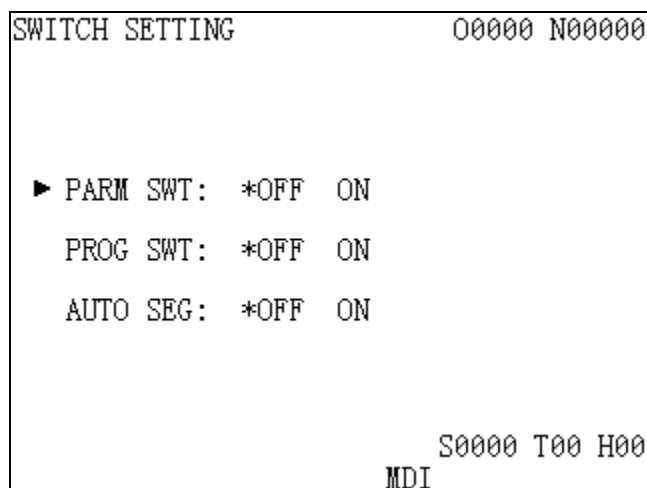 SWITCH SETTING O0000 N00000
▶ PARM SWT: *OFF ON
PROG SWT: *OFF ON
AUTO SEG: *OFF ON
S0000 T00 H00
MDI